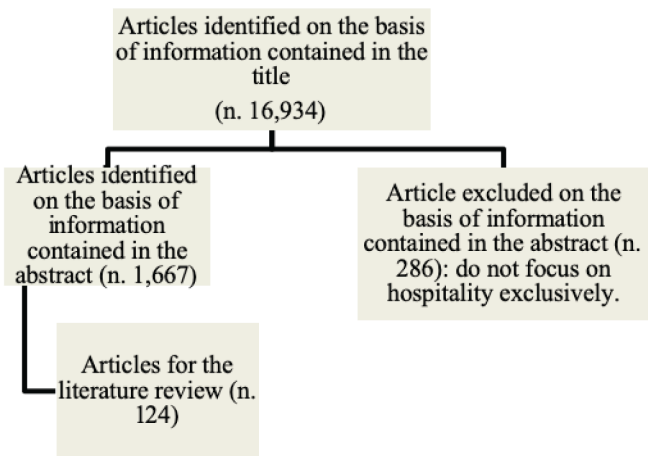 Articles identified on the basis
of information contained in the
title
(n. 16,934)
Articles identified
on the basis of
information
contained in the
abstract (n. 1,667)
Article excluded on the
basis of information
contained in the abstract (n.
286): do not focus on
hospitality exclusively.
Articles for the
literature review (n.
124)